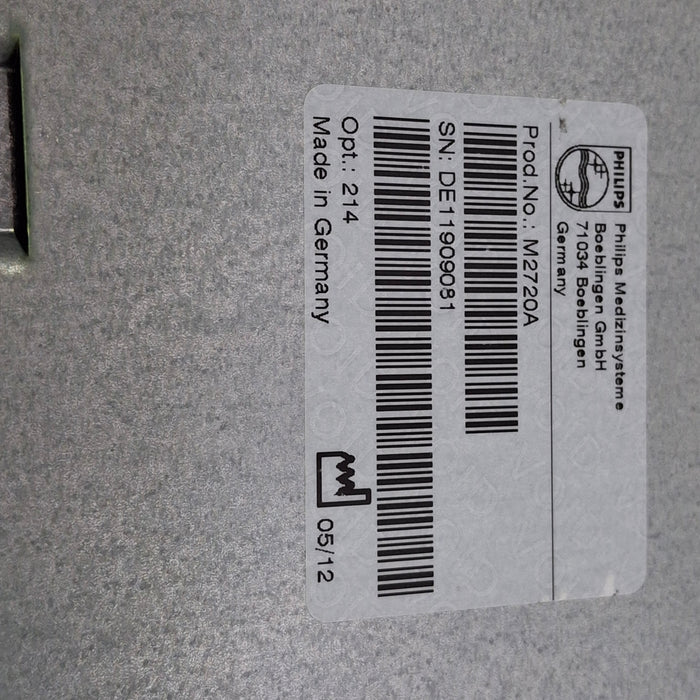 PHILIPS
Philips Medizinsysteme
Boeblingen GmbH
71034 Boeblingen
Germany
Prod.No.: M2720A
SN: DE11909081
Opt.: 214
Made in Germany
05/12